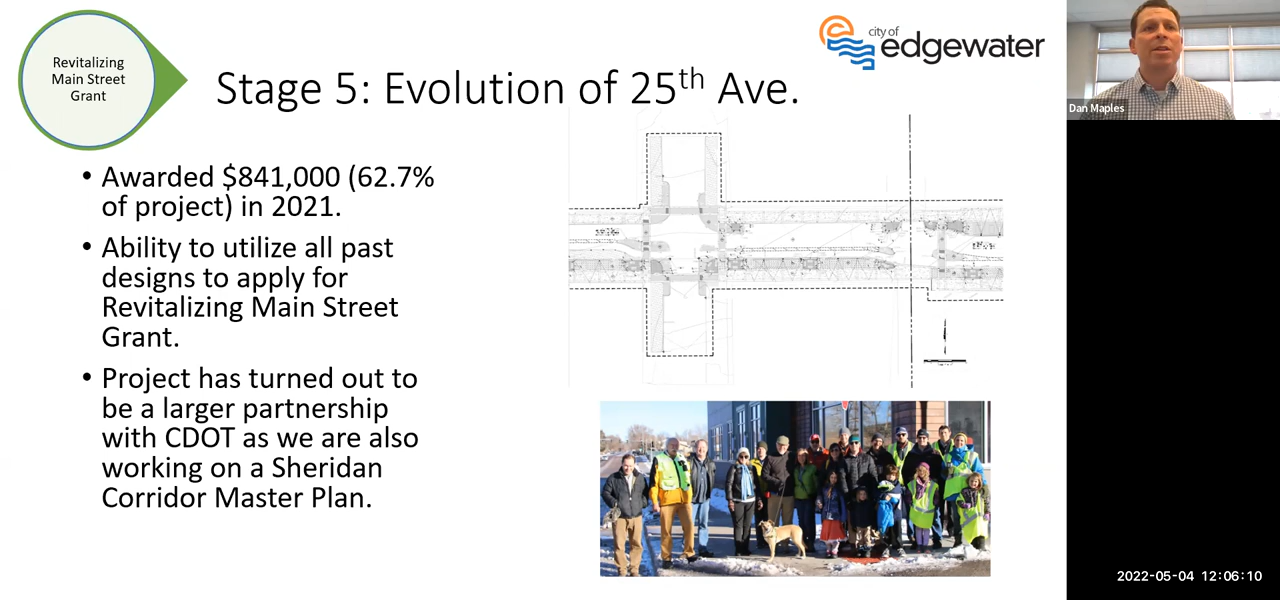 Revitalizing
Main Street
Grant
Stage 5: Evolution of 25th Ave.
city of
edgewater
• Awarded $841,000 (62.7%
of project) in 2021.
• Ability to utilize all past
designs to apply for
Revitalizing Main Street
Grant.
• Project has turned out to
be a larger partnership
with CDOT as we are also
working on a Sheridan
Corridor Master Plan.
Dan Maples
2022-05-04 12:06:10